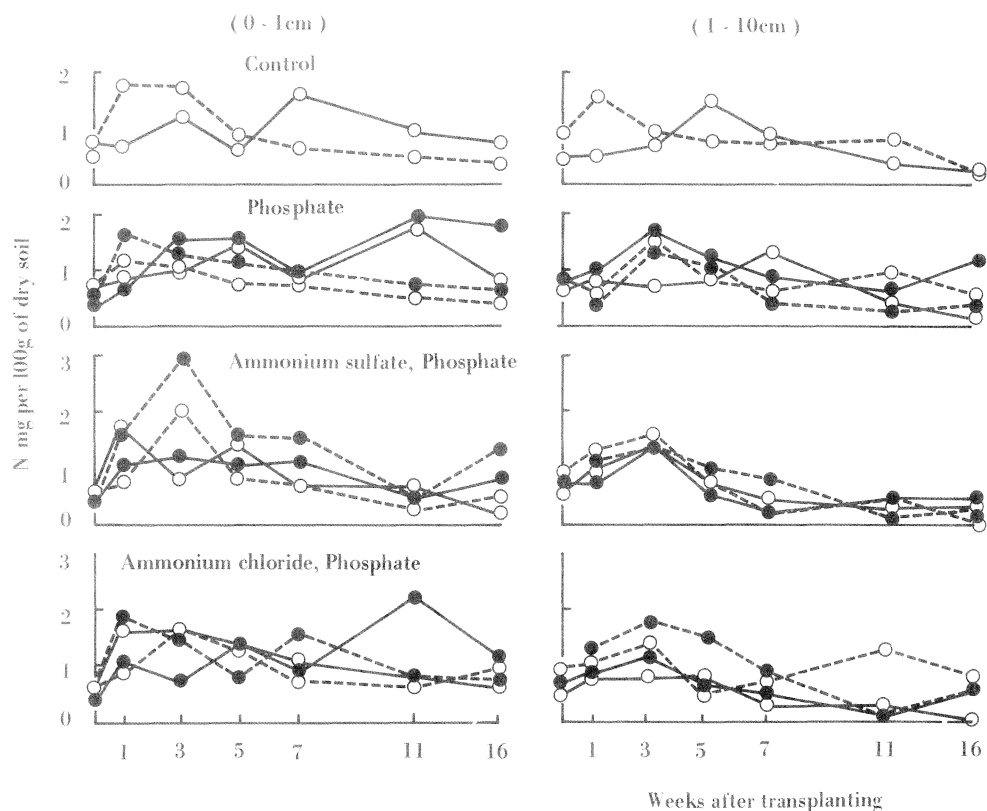 ( 0 - 1cm )
( 1 - 10cm )
Control
2
1
0
Phosphate
2
1
0
N mg per 100g of dry soil
Ammonium sulfate, Phosphate
3
2
1
0
Ammonium chloride, Phosphate
3
2
1
0
1 3 5 7 11 16
1 3 5 7 11 16
Weeks after transplanting